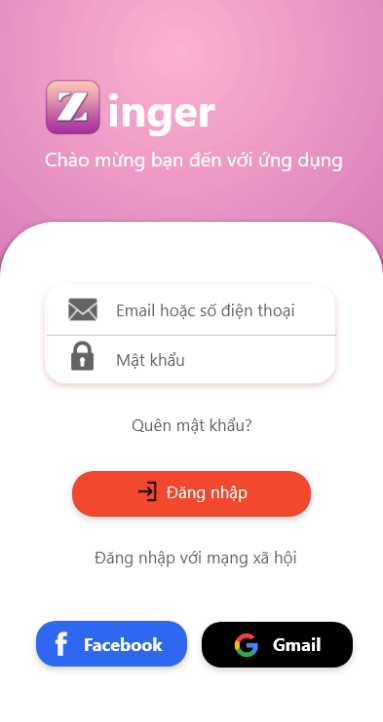 Zinger
Chào mừng bạn đến với ứng dụng
Email hoặc số điện thoại
Mật khẩu
Quên mật khẩu?
Đăng nhập
Đăng nhập với mạng xã hội
f Facebook
G Gmail